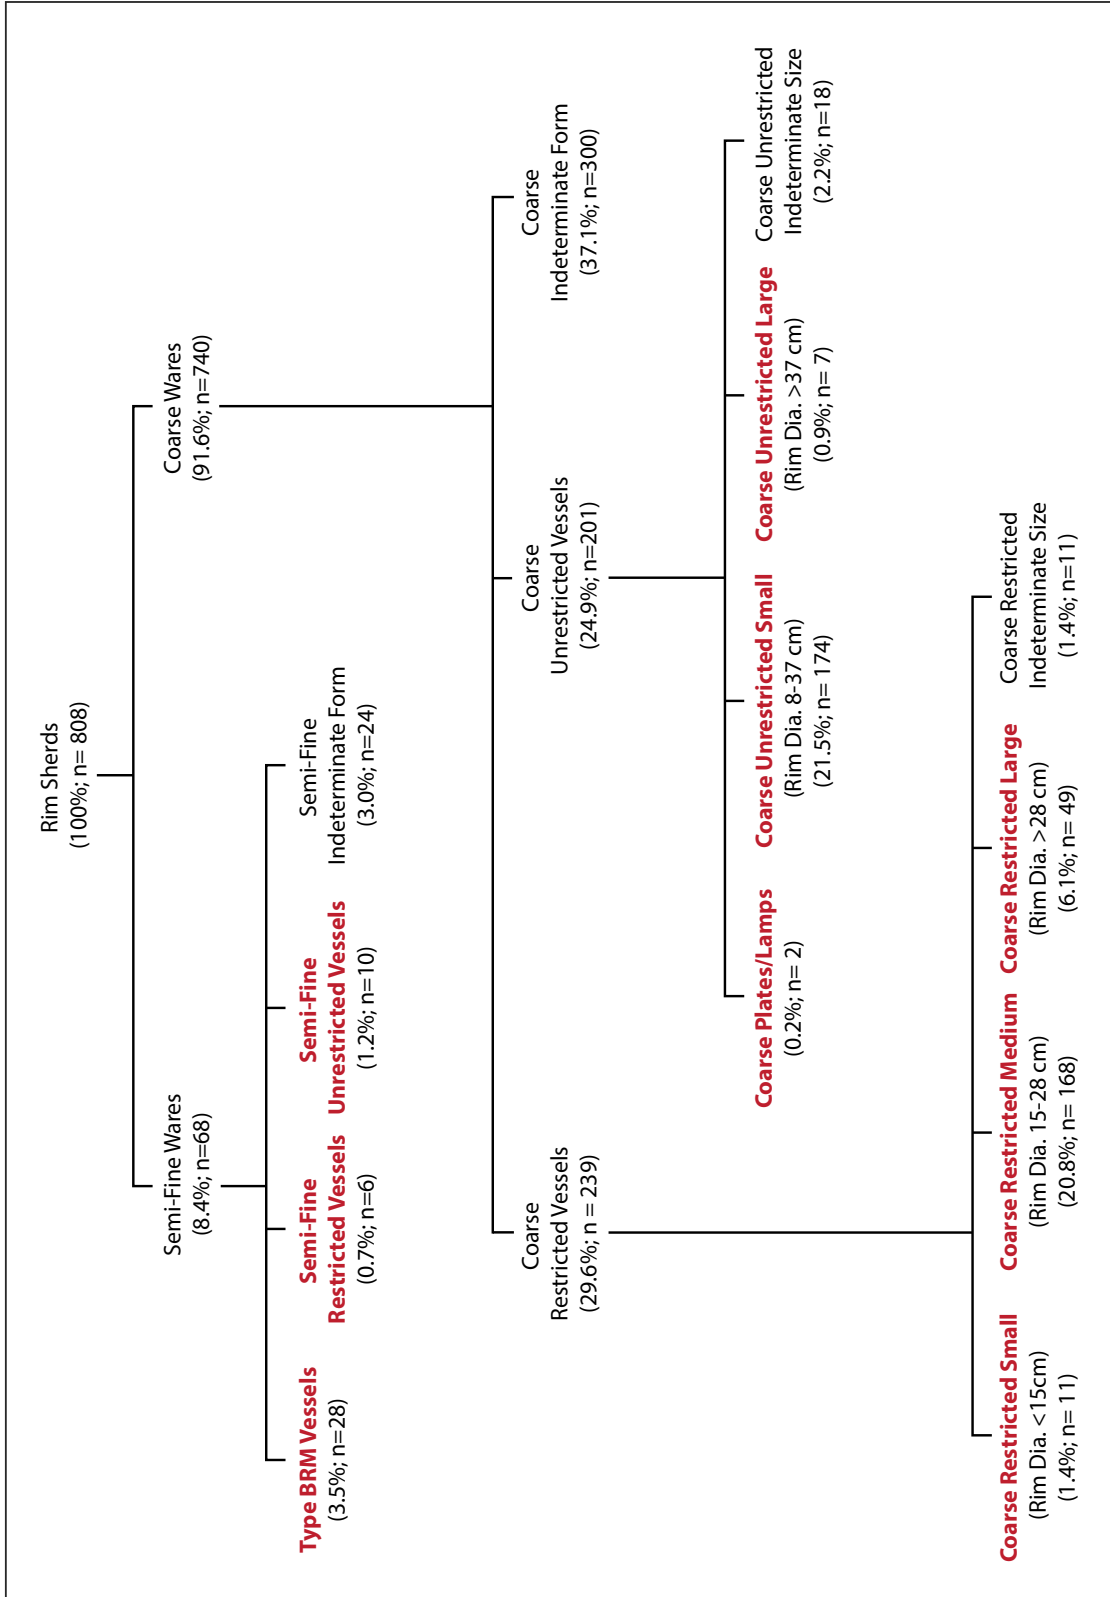 Rim Sherds
(100%; n= 808)
Semi-Fine Wares
(8.4%; n=68)
Coarse Wares
(91.6%; n=740)
Type BRM Vessels
(3.5%; n=28)
Semi-Fine
Restricted Vessels
(0.7%; n=6)
Semi-Fine
Unrestricted Vessels
(1.2%; n=10)
Semi-Fine
Indeterminate Form
(3.0%; n=24)
Coarse
Restricted Vessels
(29.6%; n = 239)
Coarse
Unrestricted Vessels
(24.9%; n=201)
Coarse
Indeterminate Form
(37.1%; n=300)
Coarse Plates/Lamps
(0.2%; n= 2)
Coarse Unrestricted Small
(Rim Dia. 8-37 cm)
(21.5%; n= 174)
Coarse Unrestricted Large
(Rim Dia. >37 cm)
(0.9%; n= 7)
Coarse Unrestricted
Indeterminate Size
(2.2%; n=18)
Coarse Restricted Small
(Rim Dia. <15cm)
(1.4%; n= 11)
Coarse Restricted Medium
(Rim Dia. 15-28 cm)
(20.8%; n= 168)
Coarse Restricted Large
(Rim Dia. >28 cm)
(6.1%; n= 49)
Coarse Restricted
Indeterminate Size
(1.4%; n=11)